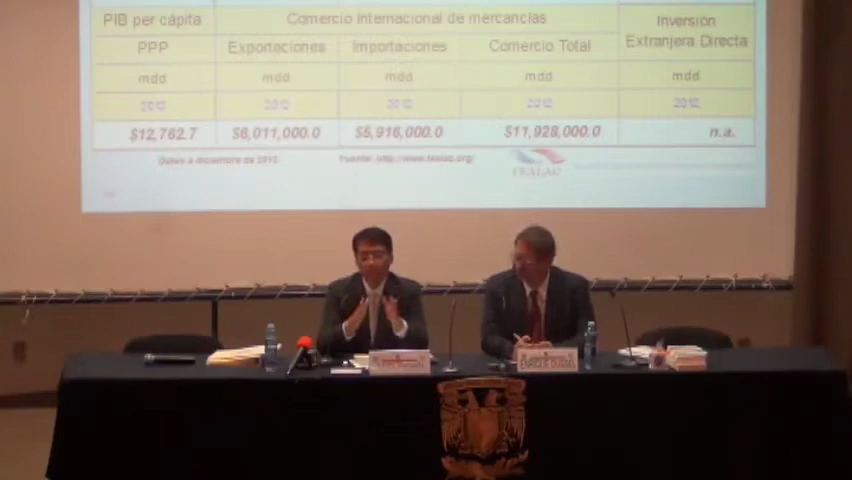 PIB per cápita Comercio Internacional de mercancías Inversión
PPP Exportaciones Importaciones Comercio Total Extranjera Directa
mdd mdd mdd mdd mdd
2012 2012 2012 2012 2012
$12,762.7 $6,011,000.0 $5,916,000.0 $11,928,000.0 n.a.
Datos a diciembre de 2012 Fuente: http://www.fealac.org/
FEALAC
ENRIQUE